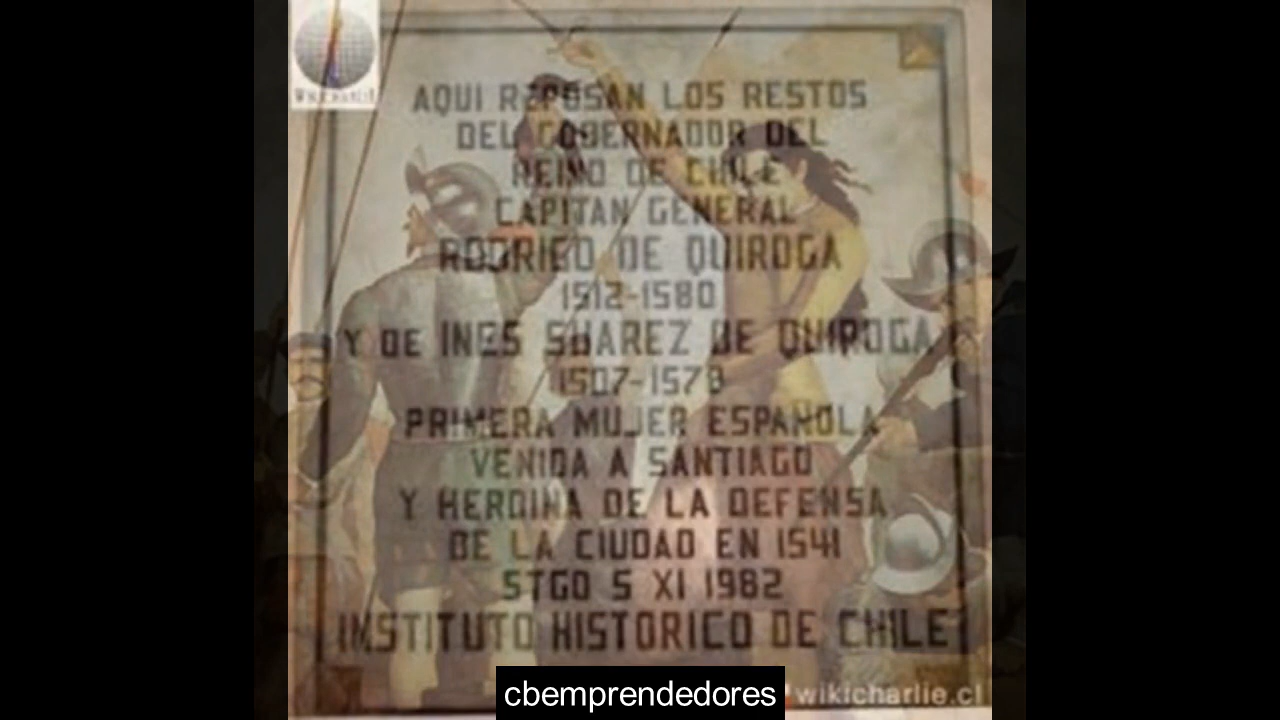 WIKICHARLIE
AQUI REPOSAN LOS RESTOS
DEL GOBERNADOR DEL
REINO DE CHILE
CAPITAN GENERAL
RODRIGO DE QUIROGA
1512-1580
Y DE INES SUAREZ DE QUIROGA
1507-1578
PRIMERA MUJER ESPAÑOLA
VENIDA A SANTIAGO
Y HEROINA DE LA DEFENSA
DE LA CIUDAD EN 1541
STGO 5 XI 1982
INSTITUTO HISTORICO DE CHILE
cbemprendedores
wikicharlie.cl